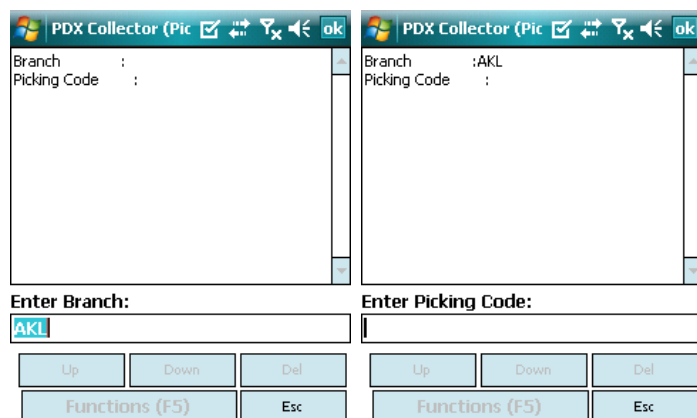 PDX Collector (Pic ok
Branch :
Picking Code :
Enter Branch:
AKL
Up Down Del
Functions (F5) Esc
PDX Collector (Pic ok
Branch :AKL
Picking Code :
Enter Picking Code:
Up Down Del
Functions (F5) Esc